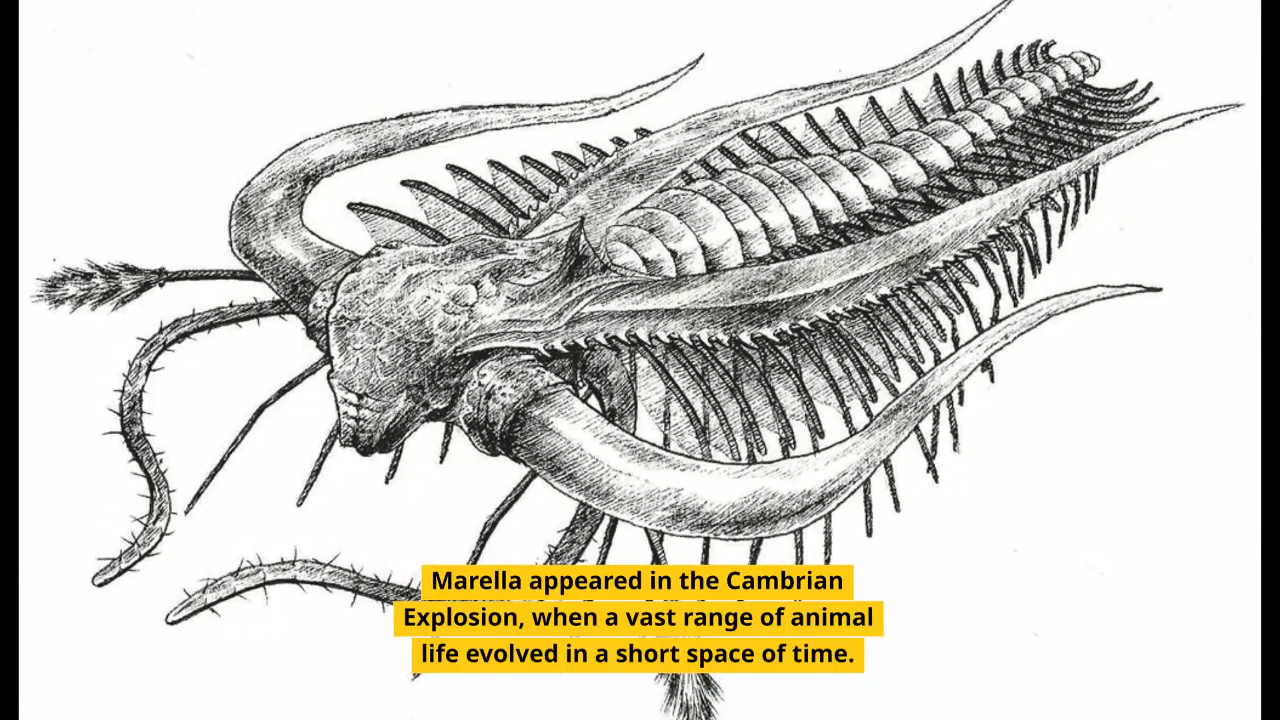 Marella appeared in the Cambrian
Explosion, when a vast range of animal
life evolved in a short space of time.